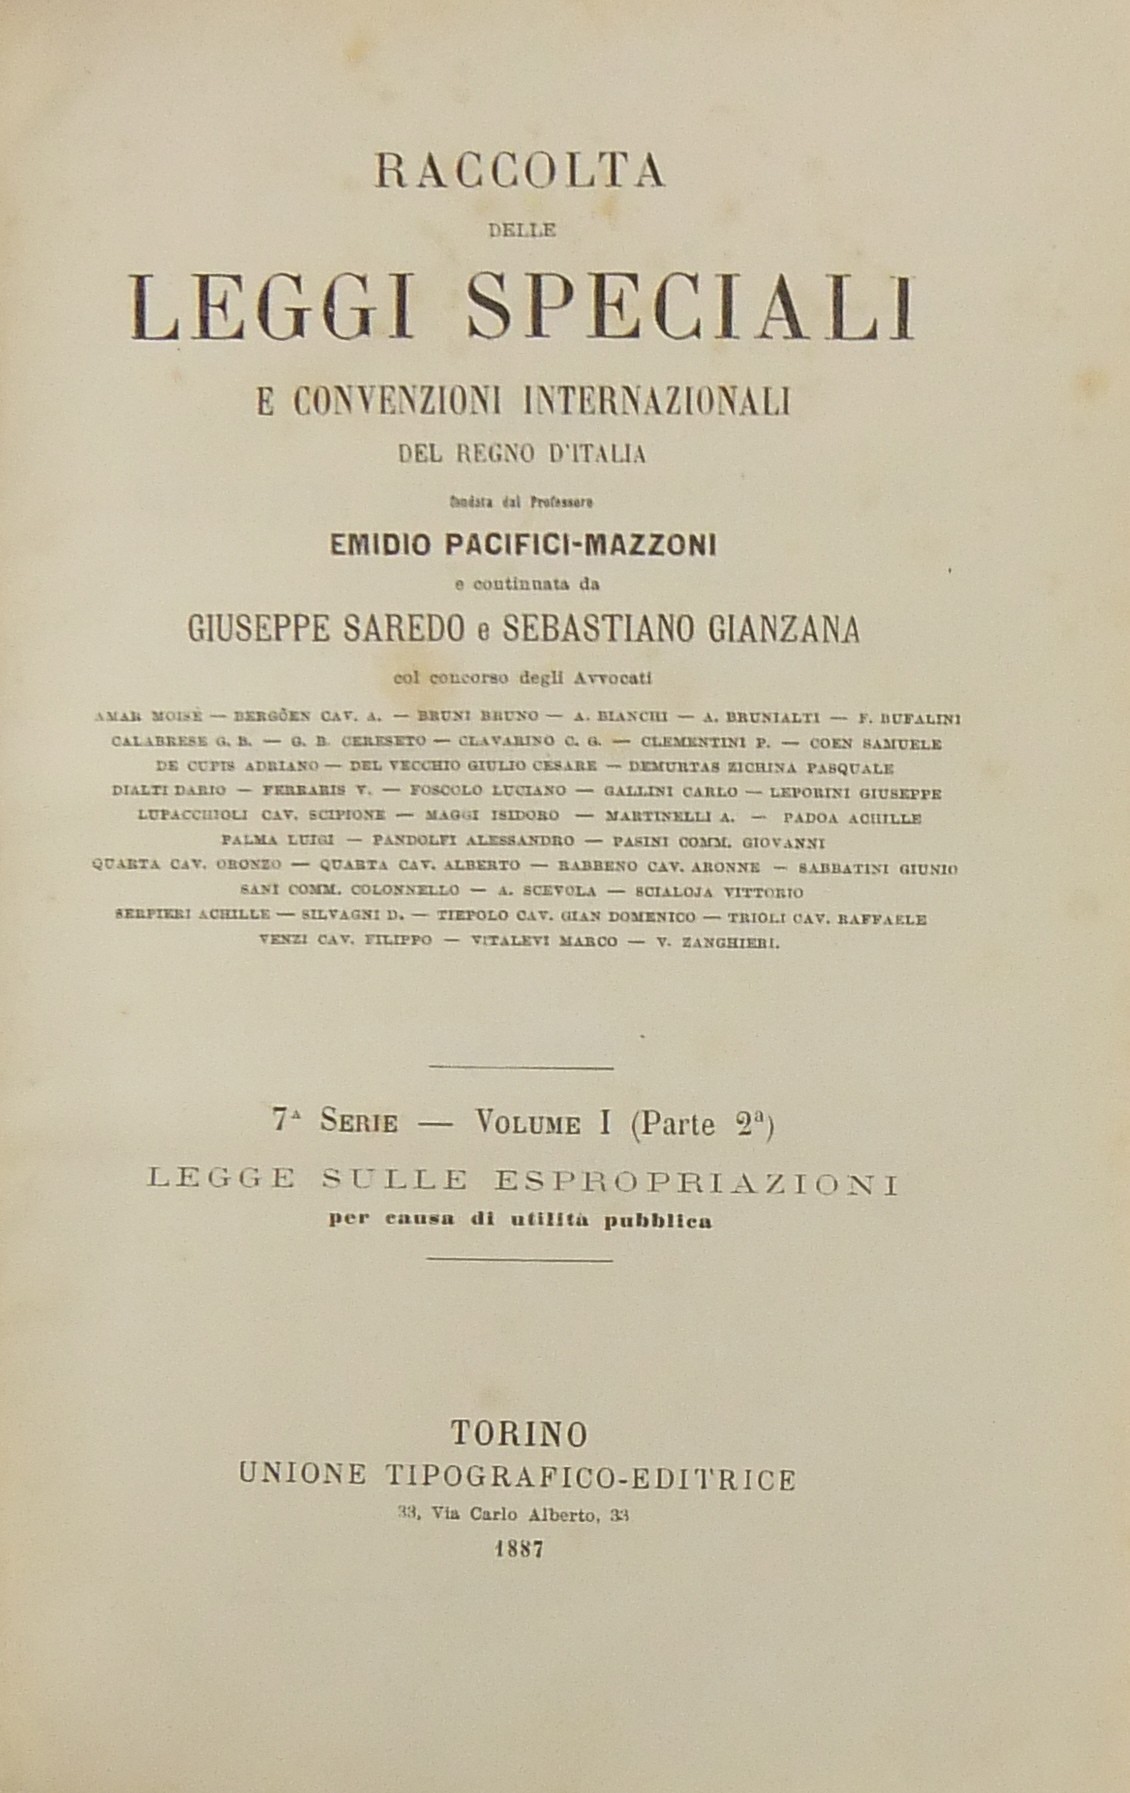 RACCOLTA
DELLE
LEGGI SPECIALI
E CONVENZIONI INTERNAZIONALI
DEL REGNO D'ITALIA
fondata dal Professore
EMIDIO PACIFICI-MAZZONI
e continuata da
GIUSEPPE SAREDO e SEBASTIANO GIANZANA
col concorso degli Avvocati
AMAR MOISÈ — BERGÖEN CAV. A. — BRUNI BRUNO — A. BIANCHI — A. BRUNIALTI — F. BUFALINI
CALABRESE G. B. — G. B. CERESETO — CLAVARINO C. G. — CLEMENTINI P. — COEN SAMUELE
DE CUPIS ADRIANO — DEL VECCHIO GIULIO CESARE — DEMURTAS ZICHINA PASQUALE
DIALTI DARIO — FERRARIS V. — FOSCOLO LUCIANO — GALLINI CARLO — LEPORINI GIUSEPPE
LUPACCHIOLI CAV. SCIPIONE — MAGGI ISIDORO — MARTINELLI A. — PADOA ACHILLE
PALMA LUIGI — PANDOLFI ALESSANDRO — PASINI COMM. GIOVANNI
QUARTA CAV. ORONZO — QUARTA CAV. ALBERTO — RABBENO CAV. ARONNE — SABBATINI GIUNIO
SANI COMM. COLONNELLO — A. SCEVOLA — SCIALOJA VITTORIO
SERPIERI ACHILLE — SILVAGNI D. — TIEPOLO CAV. GIAN DOMENICO — TRIOLI CAV. RAFFAELE
VENZI CAV. FILIPPO — VITALEVI MARCO — V. ZANGHIERI.
7ᴬ SERIE — VOLUME I (Parte 2ª)
LEGGE SULLE ESPROPRIAZIONI
per causa di utilità pubblica
TORINO
UNIONE TIPOGRAFICO-EDITRICE
33, Via Carlo Alberto, 33
1887